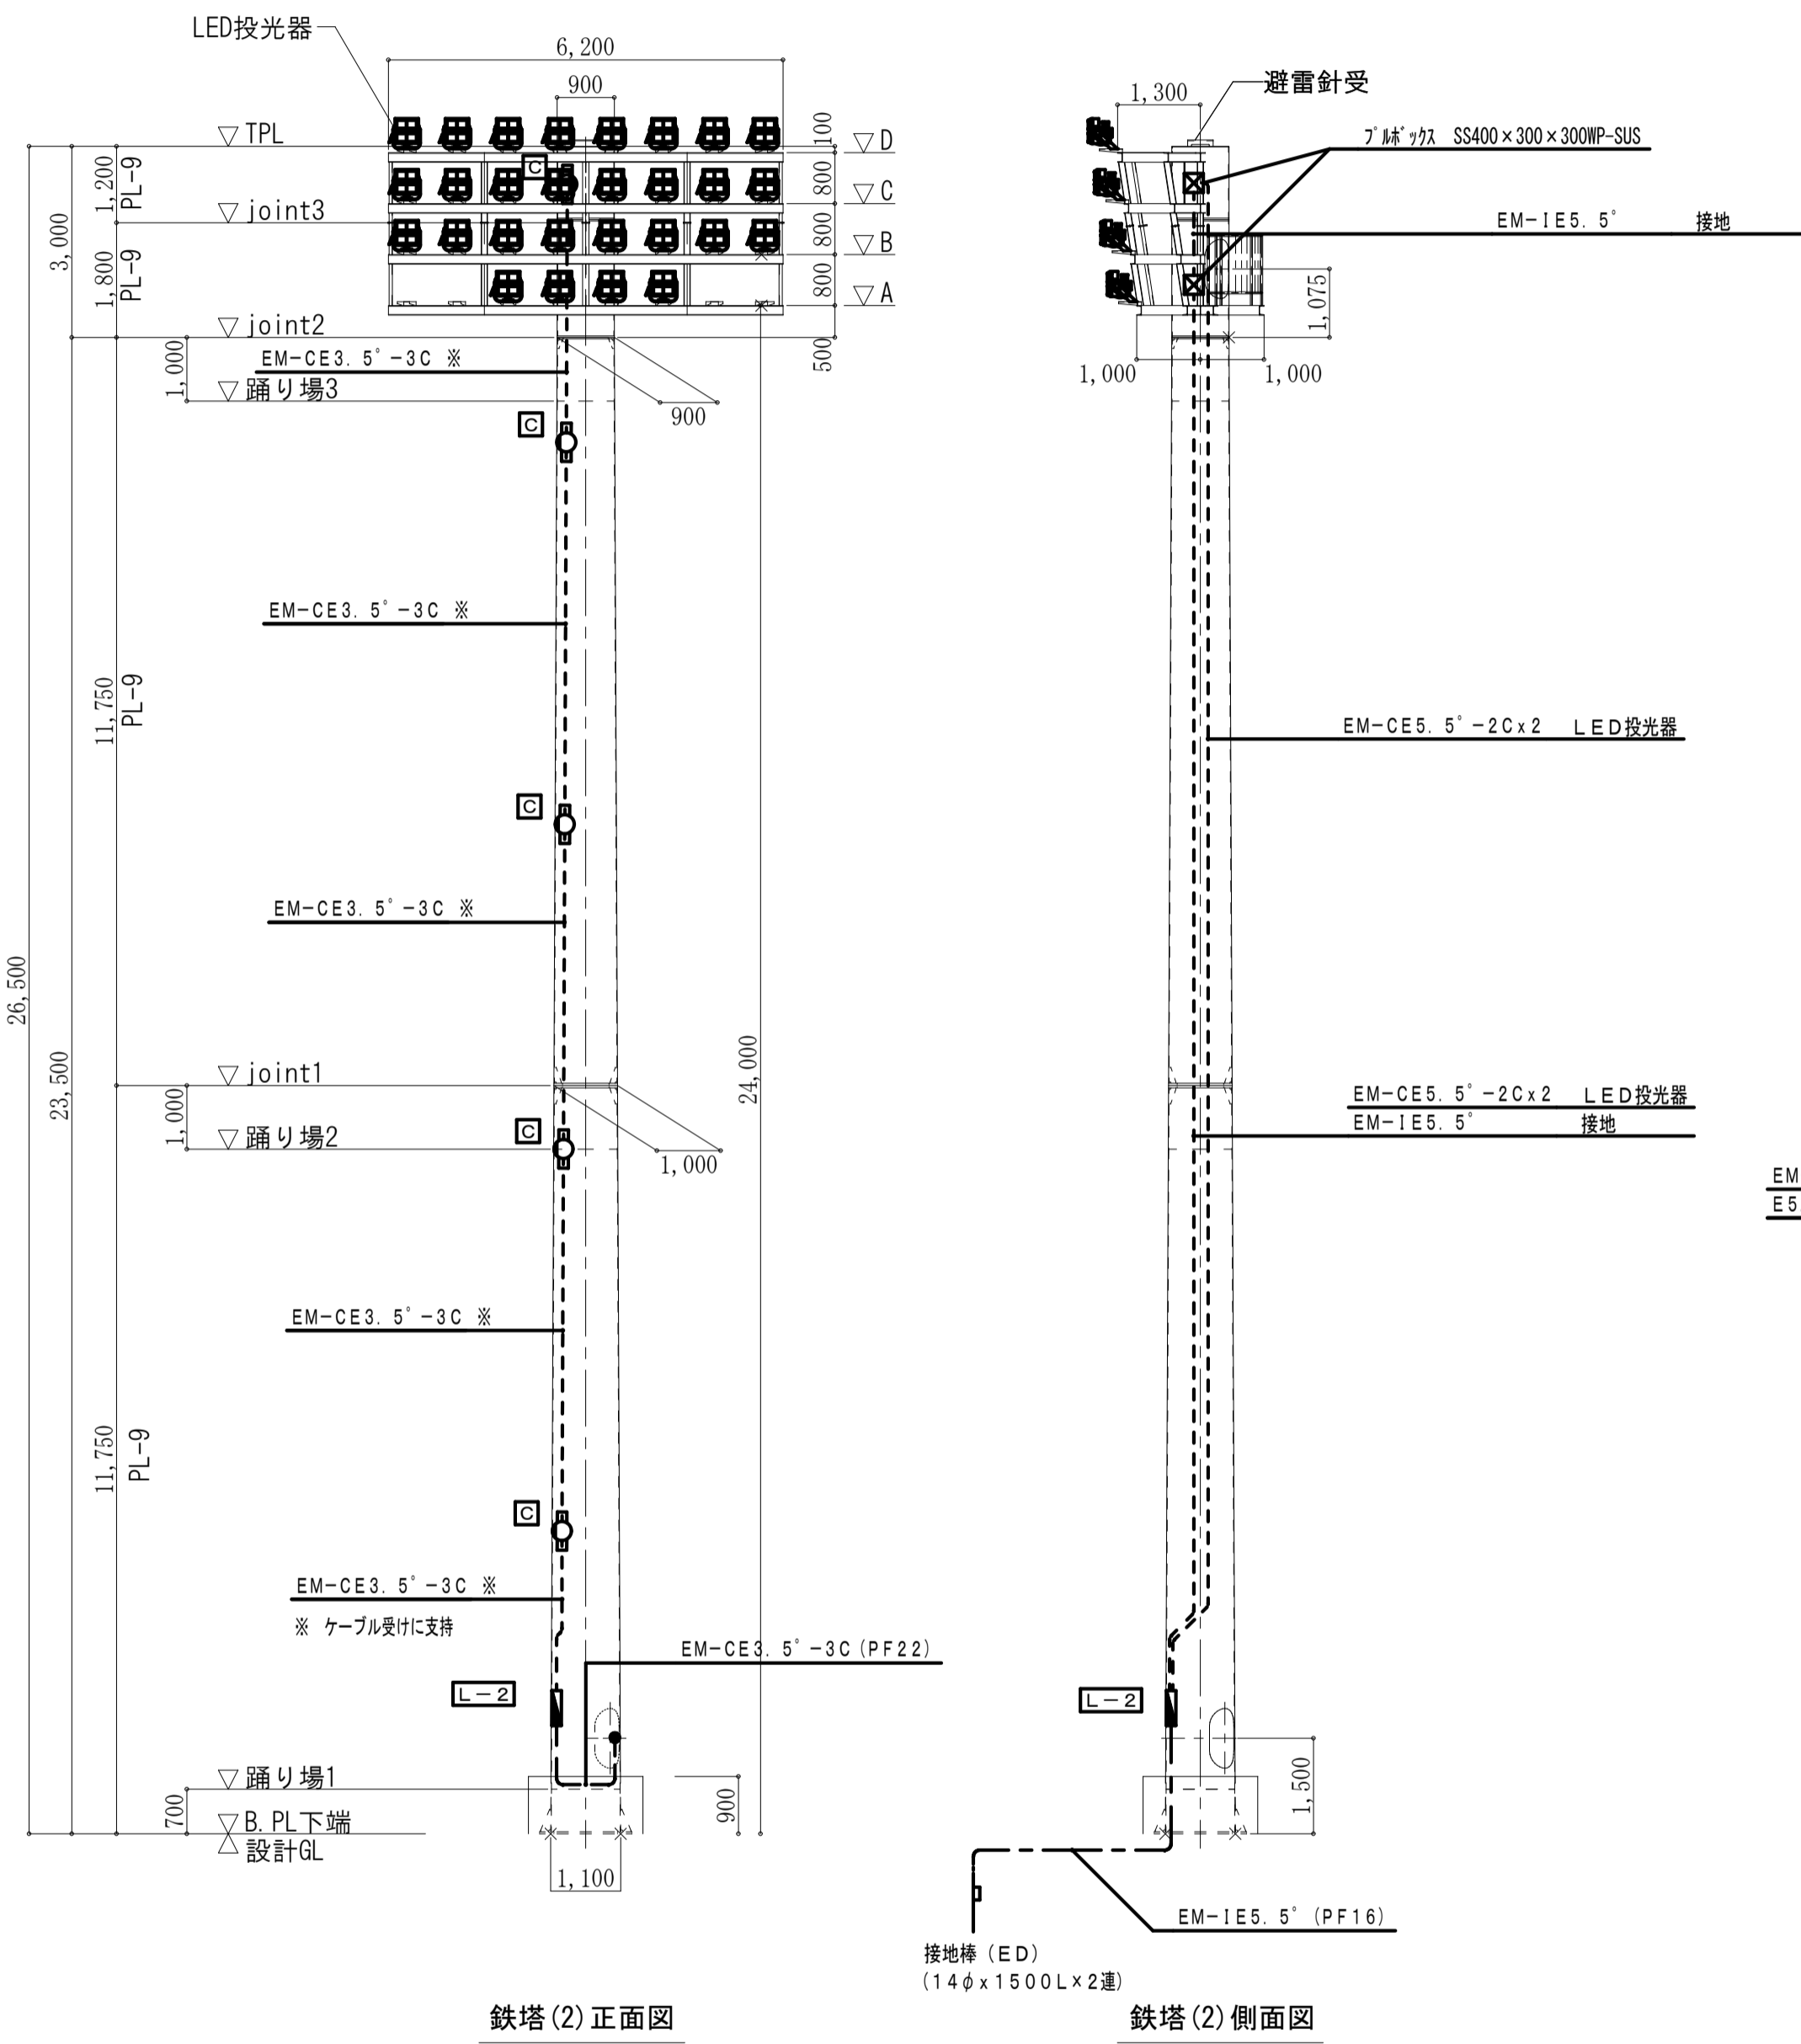 LED投光器
6,200
900
▽ TPL
1,200
PL-9
▽ joint3
3,000
1,800
PL-9
▽ joint2
1,000
▽ 踊り場3
C
100
▽ D
800
▽ C
800
▽ B
800
▽ A
500
EM-CE3.5°-3C ※
900
C
EM-CE3.5°-3C ※
11,750
PL-9
C
EM-CE3.5°-3C ※
26,500
23,500
24,000
▽ joint1
1,000
▽ 踊り場2
C
1,000
EM-CE3.5°-3C ※
11,750
PL-9
C
EM-CE3.5°-3C ※
※ ケーブル受けに支持
EM-CE3.5°-3C(PF22)
L-2
▽ 踊り場1
700
▽ B.PL下端
△ 設計GL
900
1,100
鉄塔(2)正面図
避雷針受
1,300
プルボックス SS400×300×300WP-SUS
EM-IE5.5° 接地
1,075
1,000
1,000
EM-CE5.5°-2Cx2 LED投光器
EM-CE5.5°-2Cx2 LED投光器
EM-IE5.5° 接地
EM
E5.
L-2
1,500
EM-IE5.5°(PF16)
接地棒(ED)
(14φx1500L×2連)
鉄塔(2)側面図